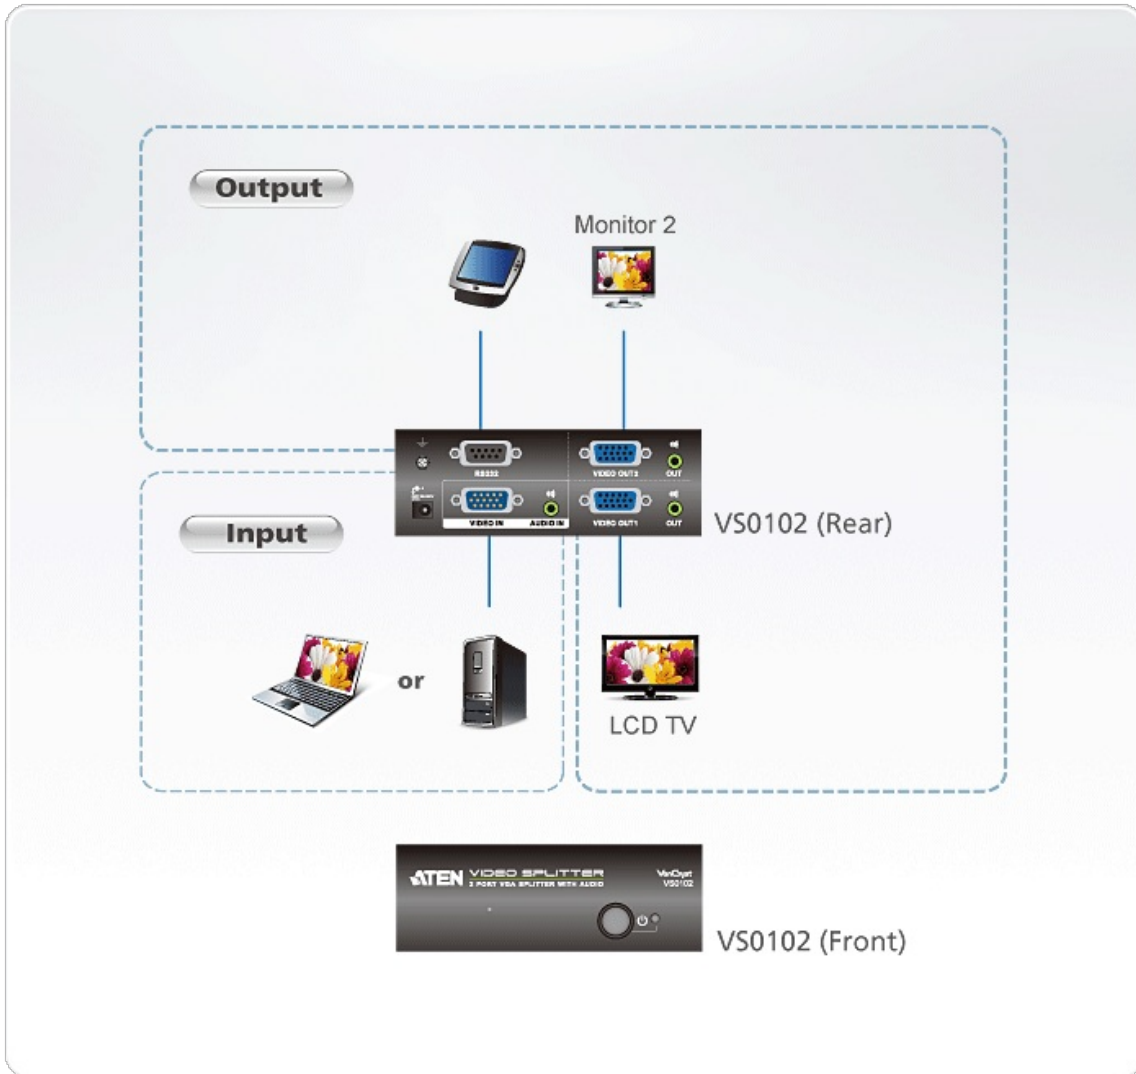 Output
Monitor 2
RS232
VIDEO OUT2
OUT
VIDEO IN
AUDIO IN
VIDEO OUT1
OUT
VS0102 (Rear)
Input
or
LCD TV
ATEN VIDEO SPLITTER
2 PORT VGA SPLITTER WITH AUDIO
VanCryst
VS0102
VS0102 (Front)